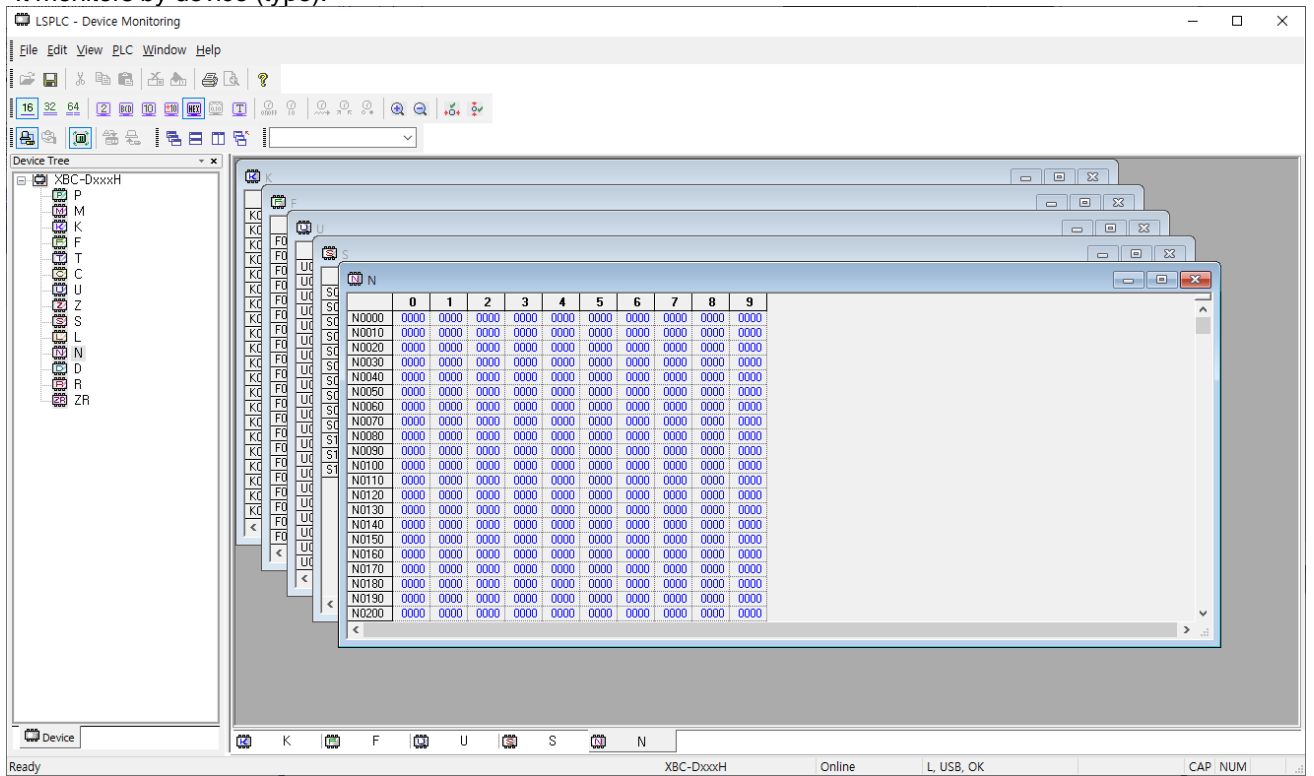 It monitors by device (type).
LSPLC - Device Monitoring
File Edit View PLC Window Help
16 32 64 2 BCD 10 ±10 HEX T
Device Tree
XBC-DxxxH
P
M
K
F
T
C
U
Z
S
L
N
D
R
ZR
K
F
U
S
N
0 1 2 3 4 5 6 7 8 9
N0000 0000 0000 0000 0000 0000 0000 0000 0000 0000 0000
N0010 0000 0000 0000 0000 0000 0000 0000 0000 0000 0000
N0020 0000 0000 0000 0000 0000 0000 0000 0000 0000 0000
N0030 0000 0000 0000 0000 0000 0000 0000 0000 0000 0000
N0040 0000 0000 0000 0000 0000 0000 0000 0000 0000 0000
N0050 0000 0000 0000 0000 0000 0000 0000 0000 0000 0000
N0060 0000 0000 0000 0000 0000 0000 0000 0000 0000 0000
N0070 0000 0000 0000 0000 0000 0000 0000 0000 0000 0000
N0080 0000 0000 0000 0000 0000 0000 0000 0000 0000 0000
N0090 0000 0000 0000 0000 0000 0000 0000 0000 0000 0000
N0100 0000 0000 0000 0000 0000 0000 0000 0000 0000 0000
N0110 0000 0000 0000 0000 0000 0000 0000 0000 0000 0000
N0120 0000 0000 0000 0000 0000 0000 0000 0000 0000 0000
N0130 0000 0000 0000 0000 0000 0000 0000 0000 0000 0000
N0140 0000 0000 0000 0000 0000 0000 0000 0000 0000 0000
N0150 0000 0000 0000 0000 0000 0000 0000 0000 0000 0000
N0160 0000 0000 0000 0000 0000 0000 0000 0000 0000 0000
N0170 0000 0000 0000 0000 0000 0000 0000 0000 0000 0000
N0180 0000 0000 0000 0000 0000 0000 0000 0000 0000 0000
N0190 0000 0000 0000 0000 0000 0000 0000 0000 0000 0000
N0200 0000 0000 0000 0000 0000 0000 0000 0000 0000 0000
Device
K F U S N
Ready XBC-DxxxH Online L, USB, OK CAP NUM